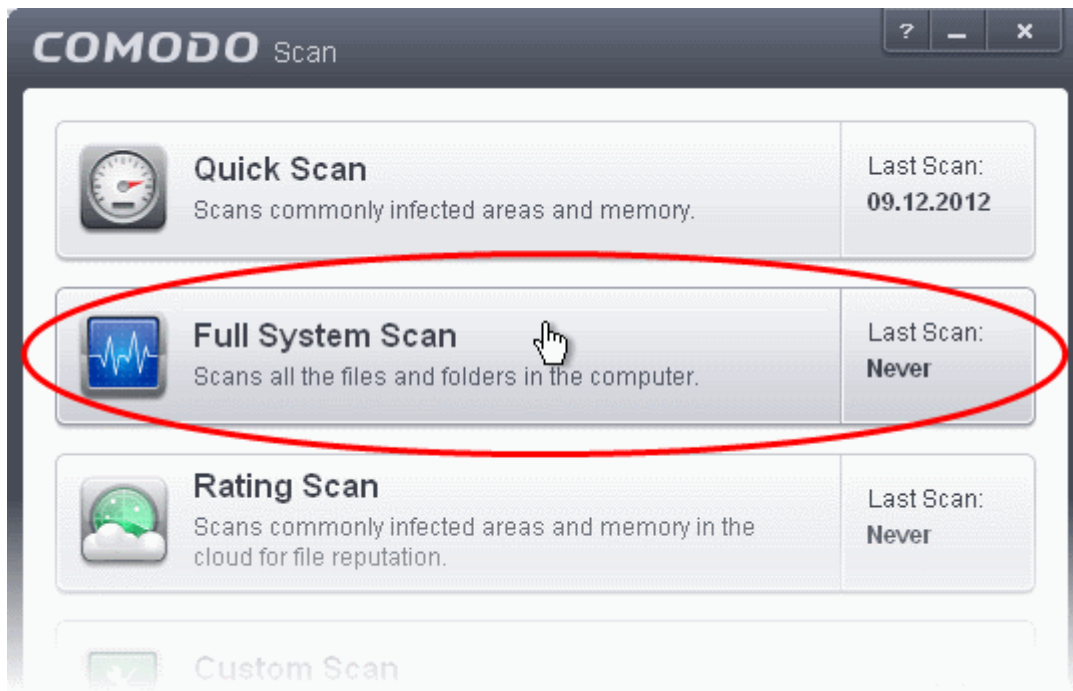 COMODO Scan
?
Quick Scan
Scans commonly infected areas and memory.
Last Scan:
09.12.2012
Full System Scan
Scans all the files and folders in the computer.
Last Scan:
Never
Rating Scan
Scans commonly infected areas and memory in the
cloud for file reputation.
Last Scan:
Never
Custom Scan